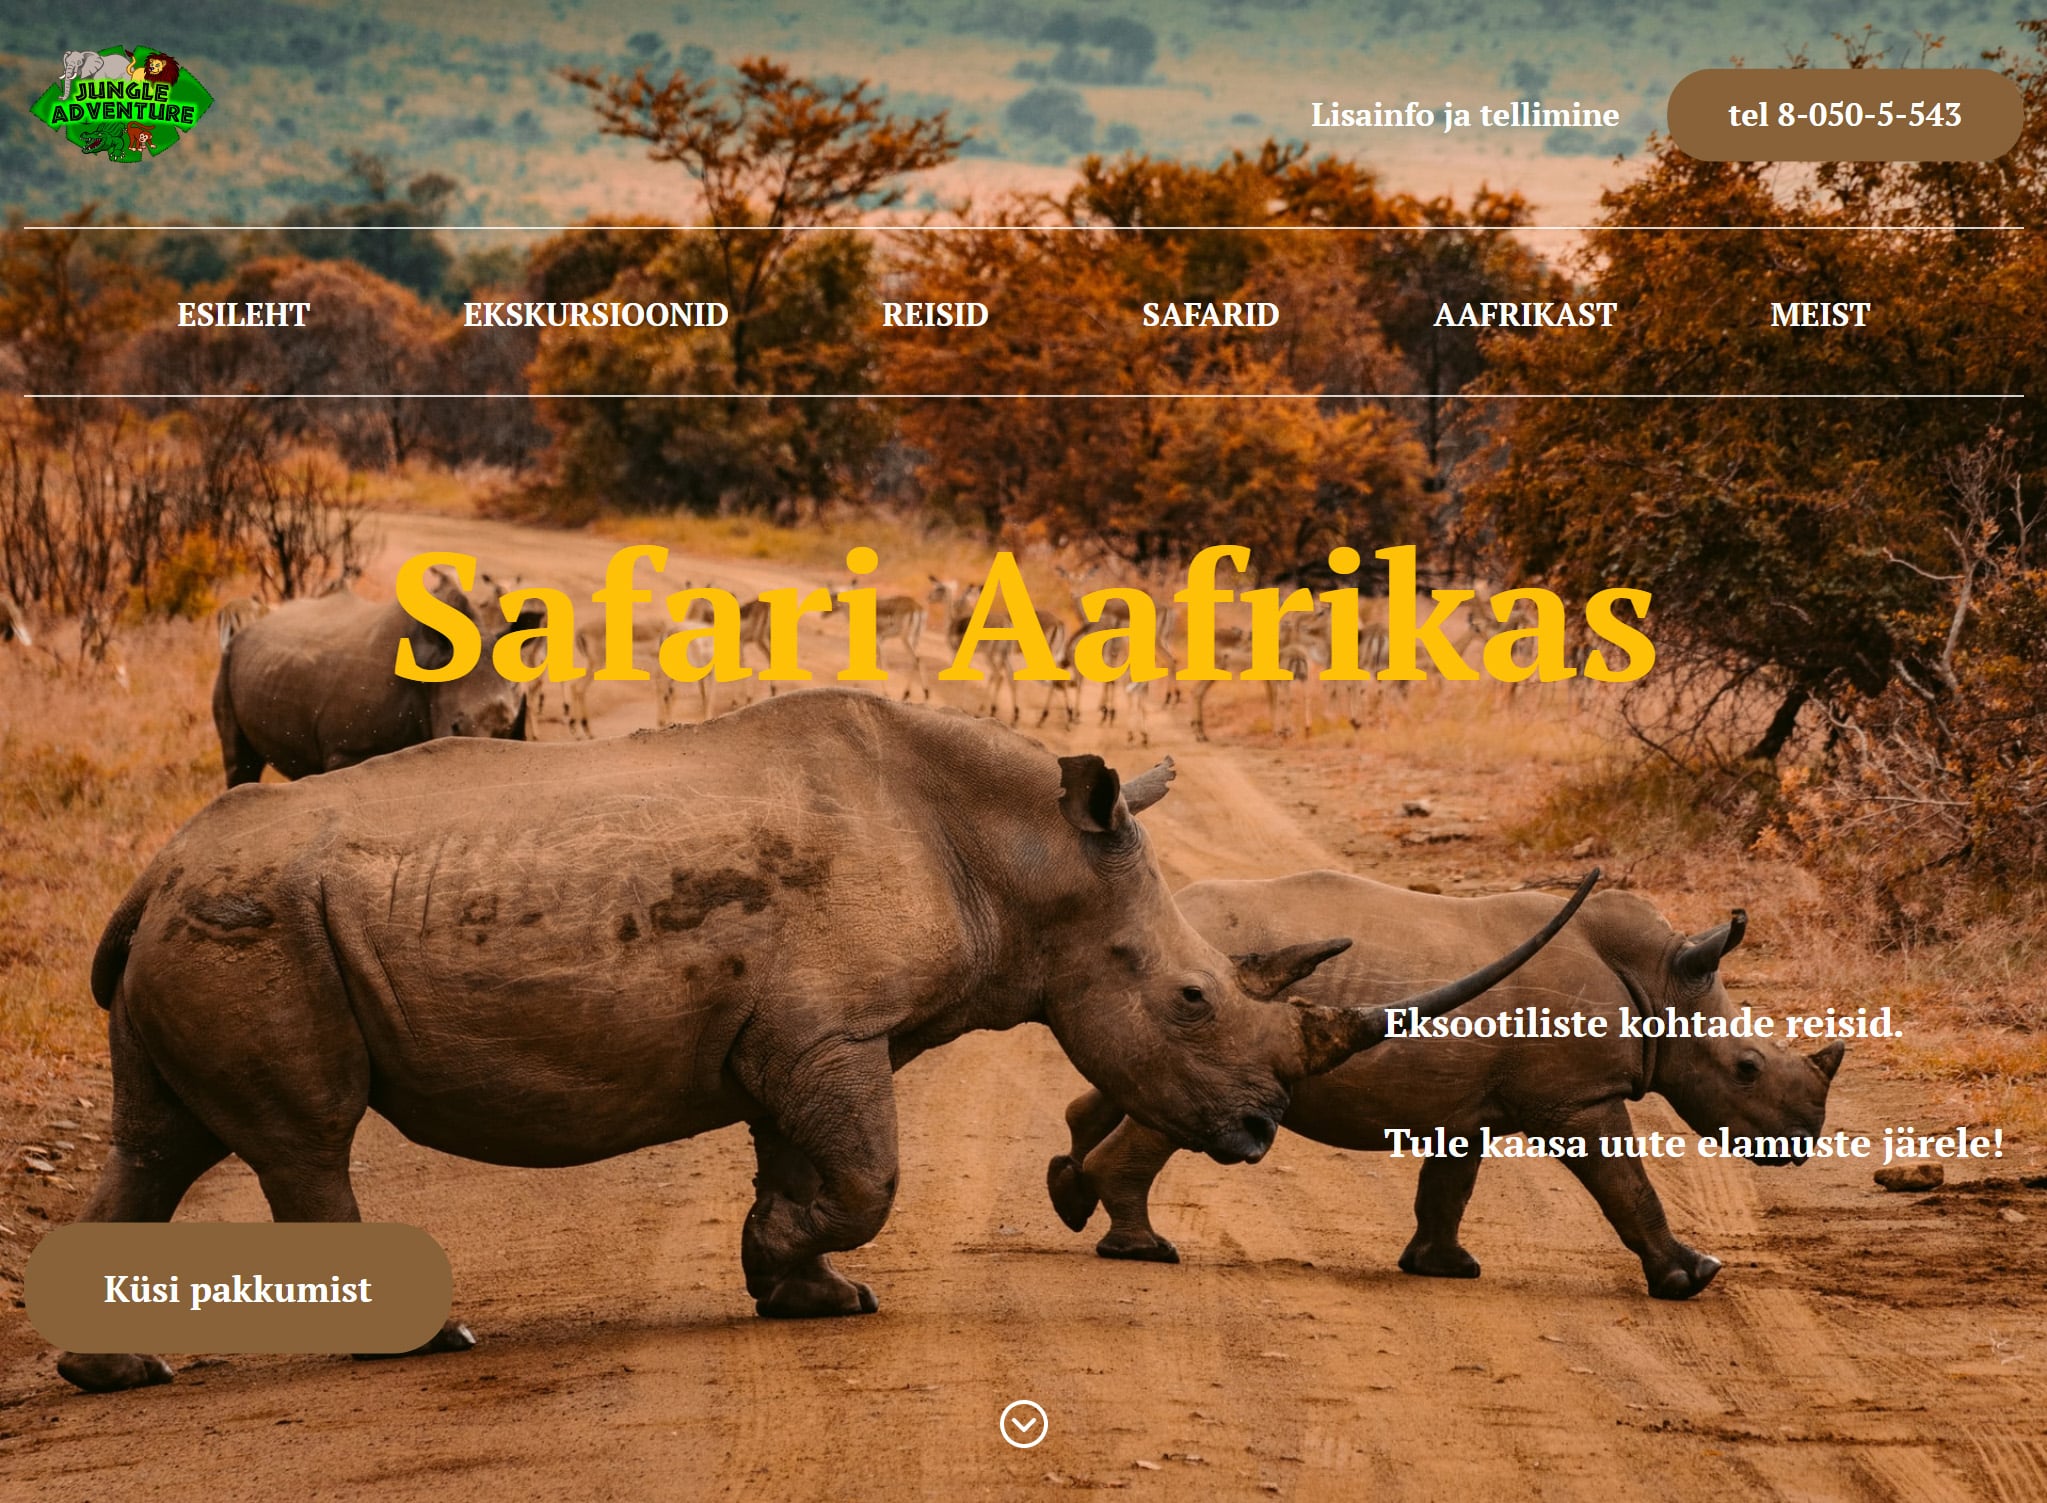 JUNGLE
ADVENTURE
Lisainfo ja tellimine
tel 8-050-5-543
ESILEHT EKSKURSIOONID REISID SAFARID AAFRIKAST MEIST
Safari Aafrikas
Eksootiliste kohtade reisid.
Tule kaasa uute elamuste järele!
Küsi pakkumist